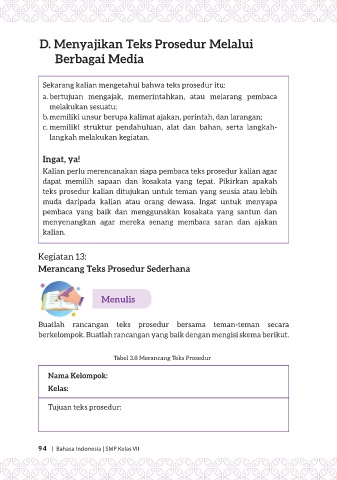 D. Menyajikan Teks Prosedur Melalui
Berbagai Media
Sekarang kalian mengetahui bahwa teks prosedur itu:
a. bertujuan mengajak, memerintahkan, atau melarang pembaca
melakukan sesuatu;
b. memiliki unsur berupa kalimat ajakan, perintah, dan larangan;
c. memiliki struktur pendahuluan, alat dan bahan, serta langkah-
langkah melakukan kegiatan.
Ingat, ya!
Kalian perlu merencanakan siapa pembaca teks prosedur kalian agar
dapat memilih sapaan dan kosakata yang tepat. Pikirkan apakah
teks prosedur kalian ditujukan untuk teman yang seusia atau lebih
muda daripada kalian atau orang dewasa. Ingat untuk menyapa
pembaca yang baik dan menggunakan kosakata yang santun dan
menyenangkan agar mereka senang membaca saran dan ajakan
kalian.
Kegiatan 13:
Merancang Teks Prosedur Sederhana
Menulis
Buatlah rancangan teks prosedur bersama teman-teman secara
berkelompok. Buatlah rancangan yang baik dengan mengisi skema berikut.
Tabel 3.8 Merancang Teks Prosedur
Nama Kelompok:
Kelas:
Tujuan teks prosedur:
94 | Bahasa Indonesia | SMP Kelas VII